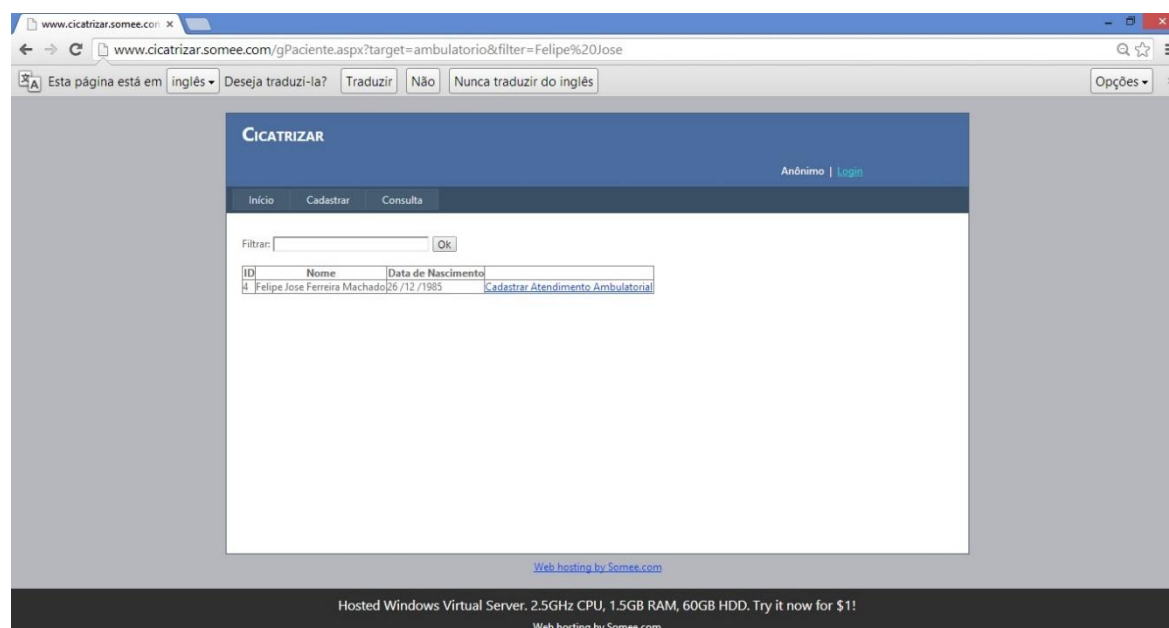 www.cicatrizar.somee.con
www.cicatrizar.somee.com/gPaciente.aspx?target=ambulatorio&filter=Felipe%20Jose
Esta página está em inglês Deseja traduzi-la? Traduzir Não Nunca traduzir do inglês Opções
CICATRIZAR
Anônimo | Login
Início Cadastrar Consulta
Filtrar: Ok
ID Nome Data de Nascimento
4 Felipe Jose Ferreira Machado 26 /12 /1985 Cadastrar Atendimento Ambulatorial
Web hosting by Somee.com
Hosted Windows Virtual Server. 2.5GHz CPU, 1.5GB RAM, 60GB HDD. Try it now for $1!
Web hosting by Somee.com